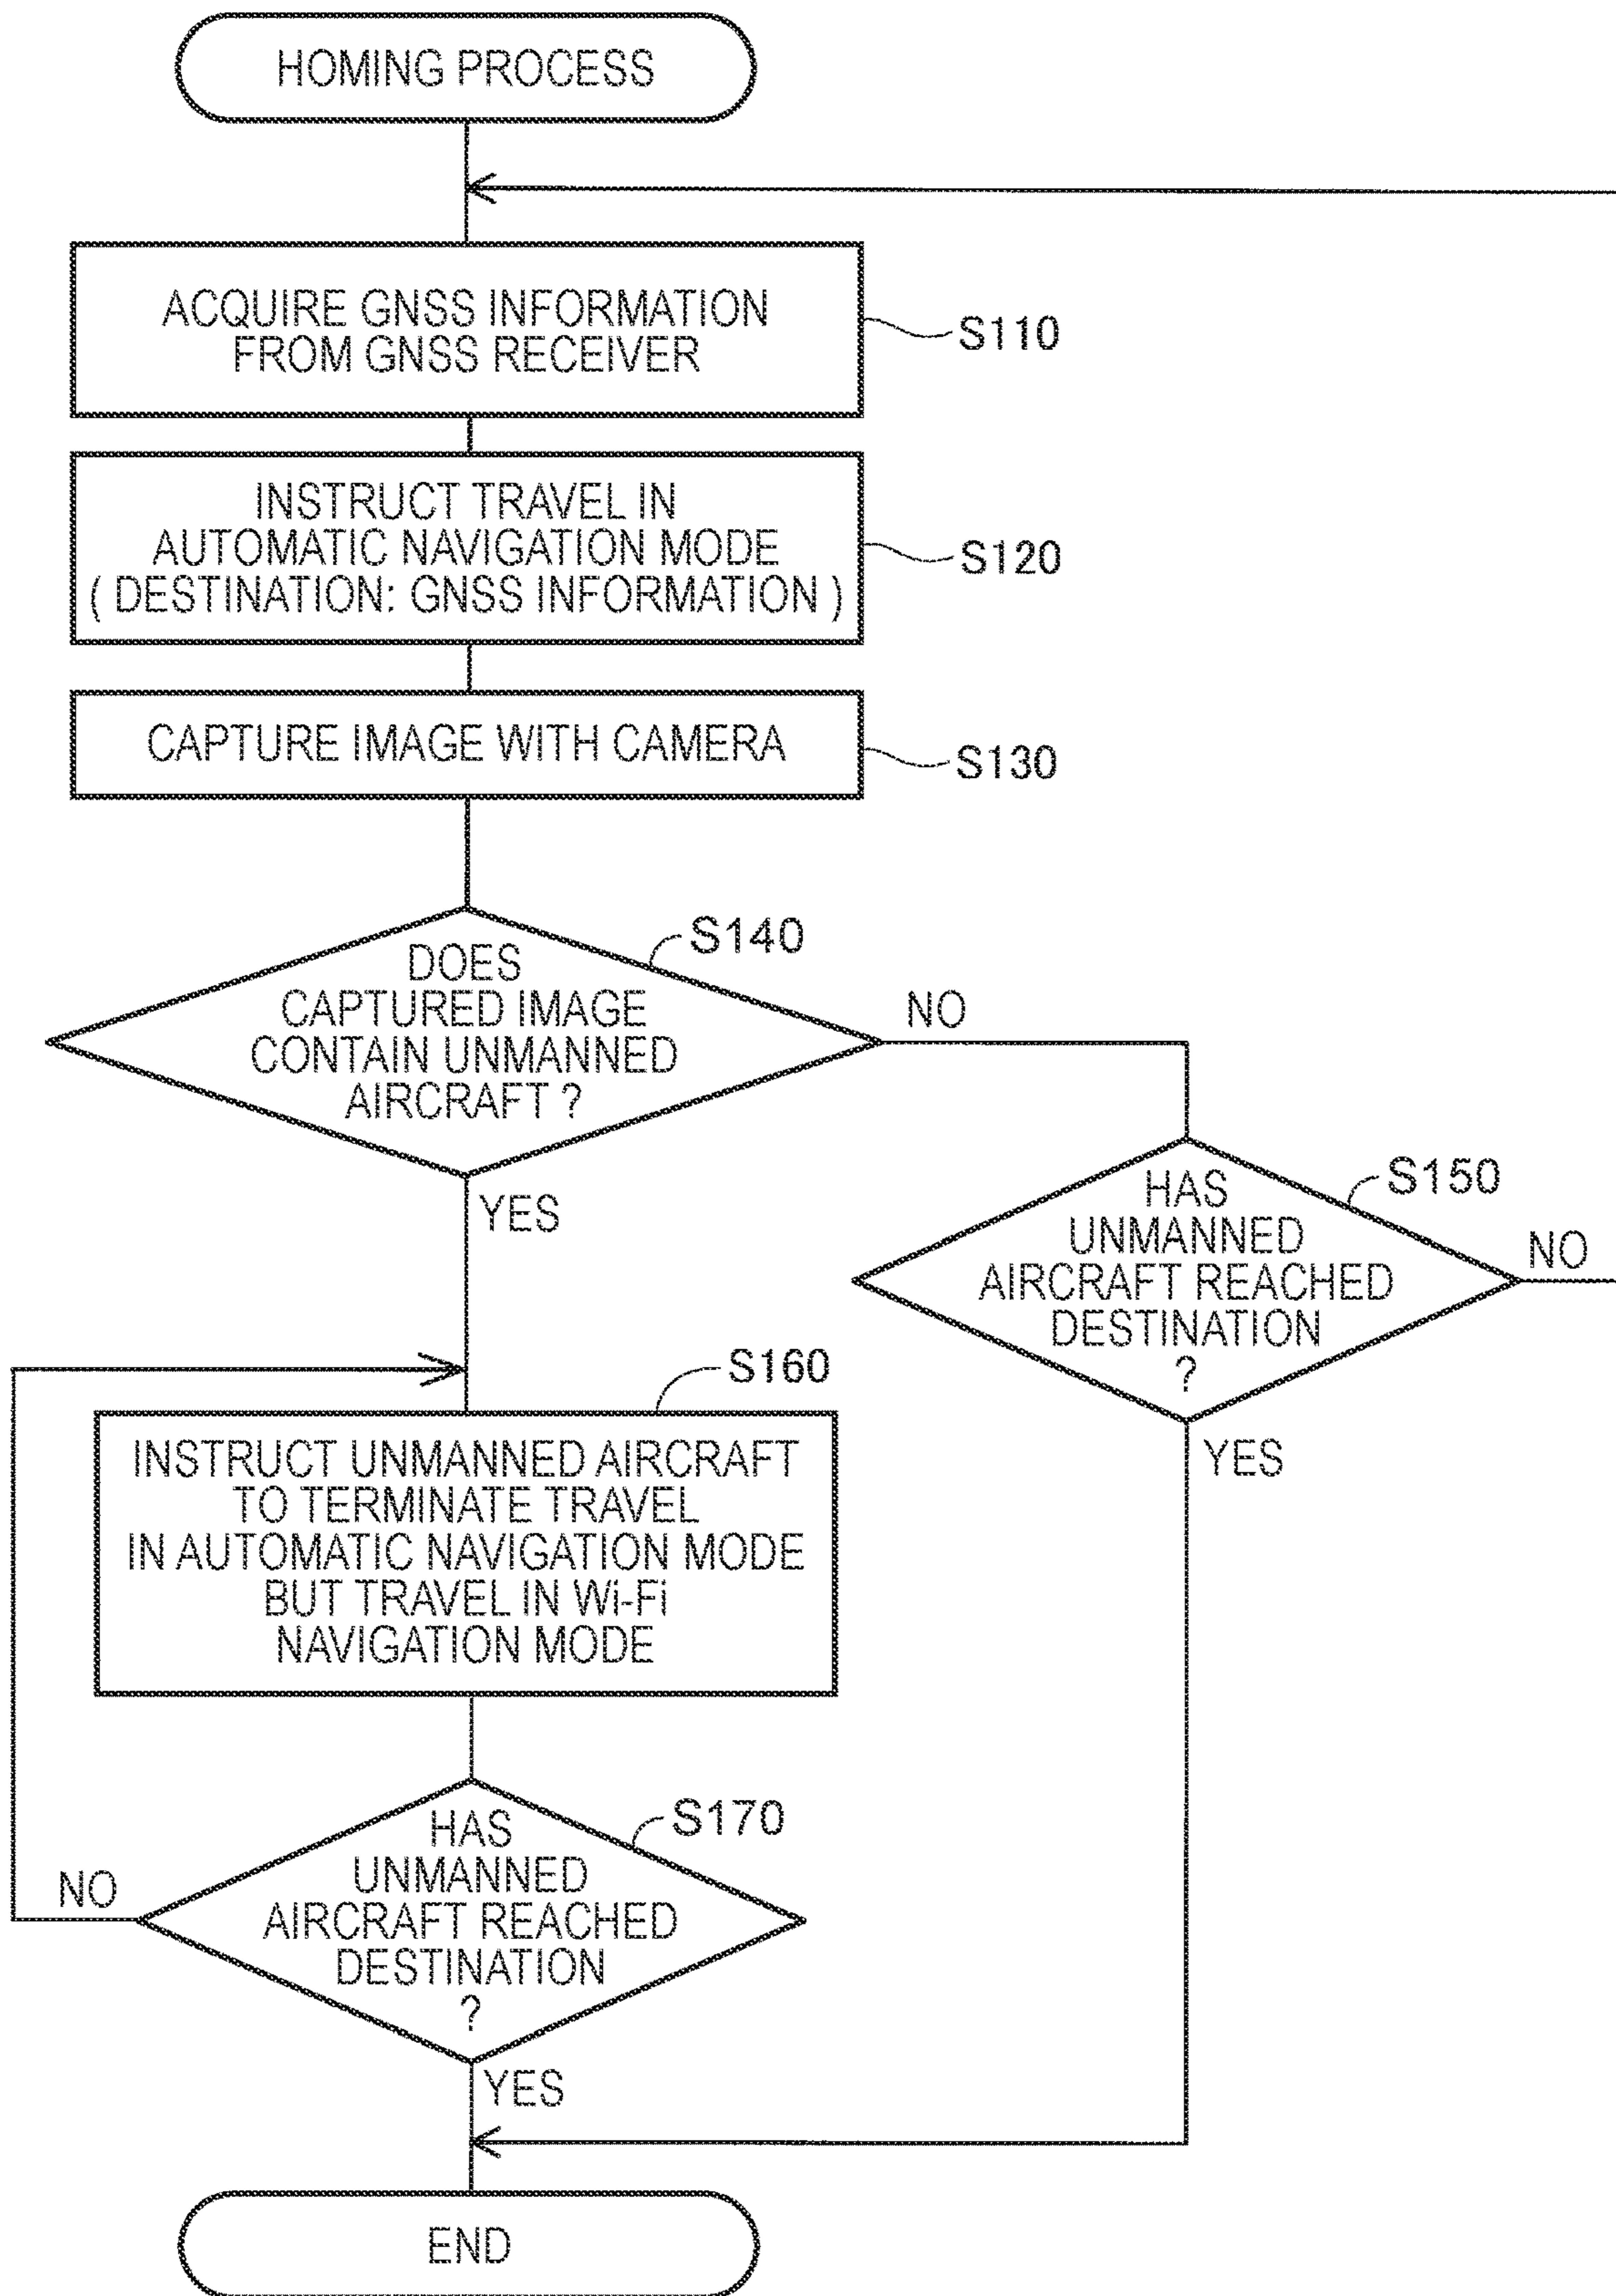 HOMING PROCESS
ACQUIRE GNSS INFORMATION
FROM GNSS RECEIVER
S110
INSTRUCT TRAVEL IN
AUTOMATIC NAVIGATION MODE
( DESTINATION: GNSS INFORMATION )
S120
CAPTURE IMAGE WITH CAMERA
S130
S140
DOES
CAPTURED IMAGE
CONTAIN UNMANNED
AIRCRAFT ?
NO
YES
S150
HAS
UNMANNED
AIRCRAFT REACHED
DESTINATION
?
NO
YES
S160
INSTRUCT UNMANNED AIRCRAFT
TO TERMINATE TRAVEL
IN AUTOMATIC NAVIGATION MODE
BUT TRAVEL IN Wi-Fi
NAVIGATION MODE
S170
HAS
UNMANNED
AIRCRAFT REACHED
DESTINATION
?
NO
YES
END